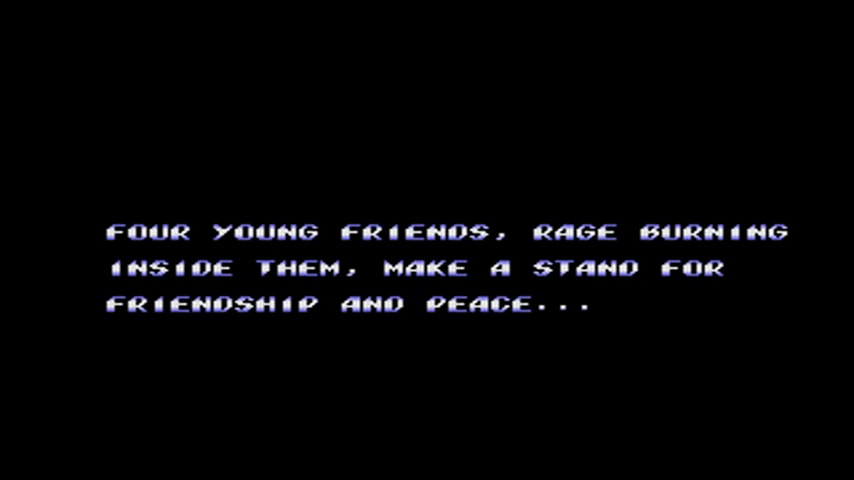 FOUR YOUNG FRIENDS, RAGE BURNING
INSIDE THEM, MAKE A STAND FOR
FRIENDSHIP AND PEACE...